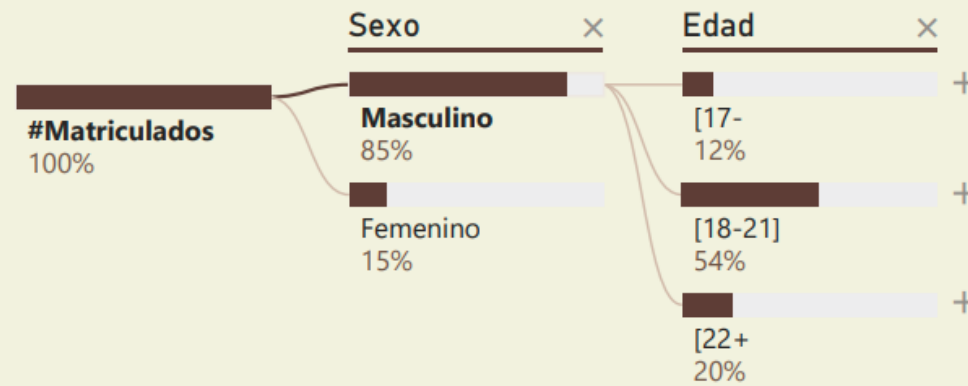 Sexo ×
Edad ×
#Matriculados
100%
Masculino
85%
Femenino
15%
[17-
12%
[18-21]
54%
[22+
20%